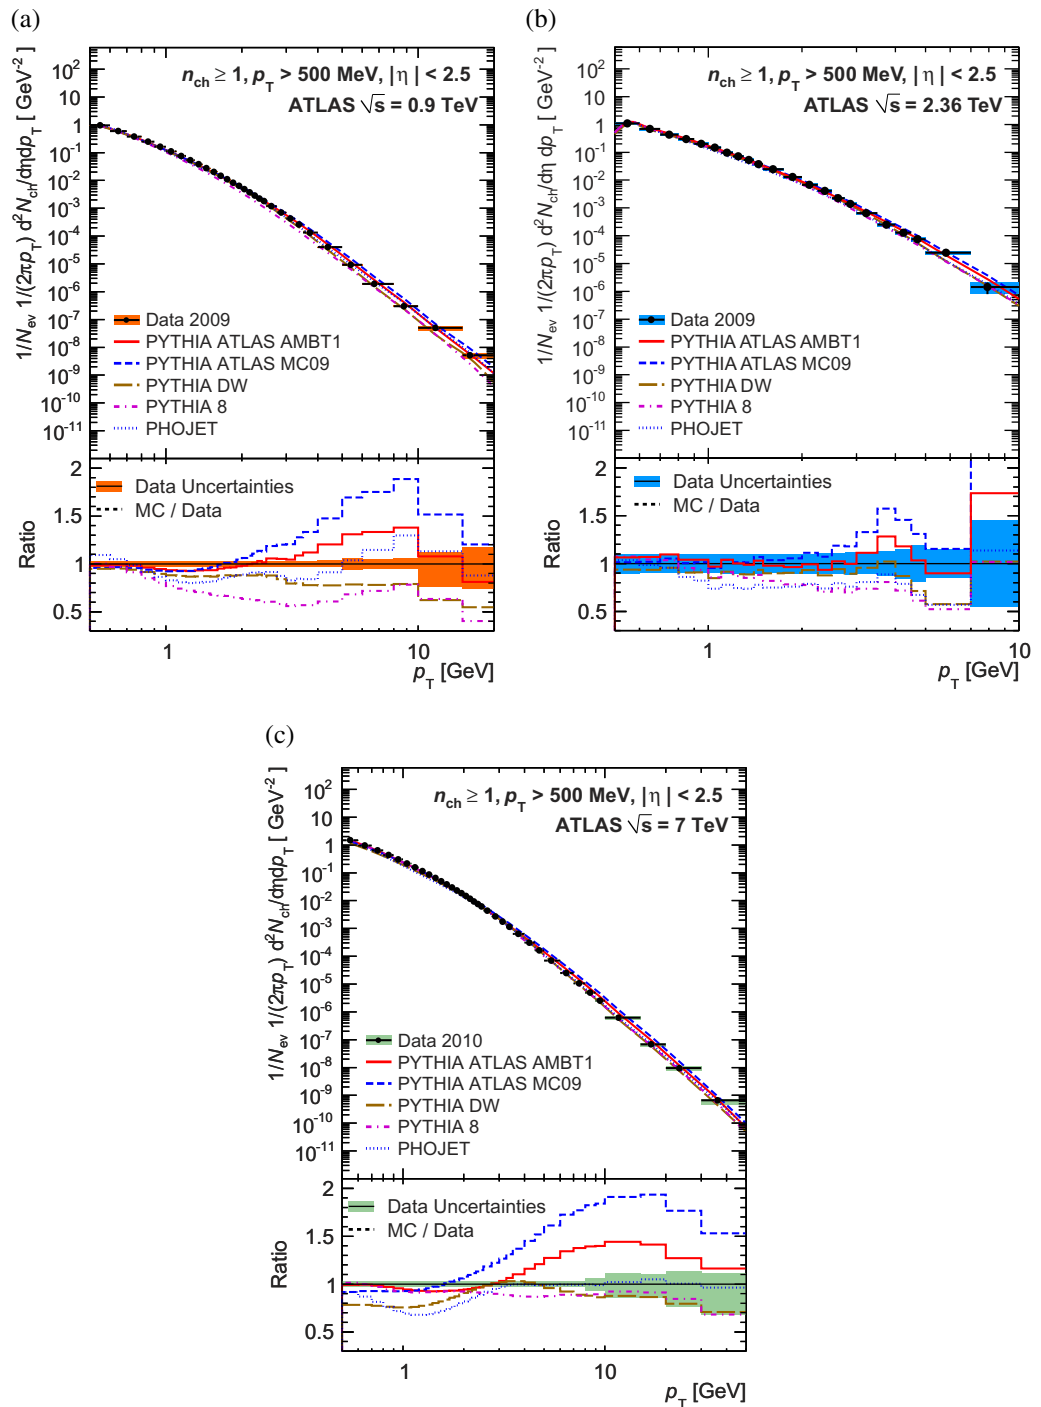 (a)
1/N_ev 1/(2πp_T) d²N_ch/dηdp_T [ GeV⁻² ]
10²
10
1
10⁻¹
10⁻²
10⁻³
10⁻⁴
10⁻⁵
10⁻⁶
10⁻⁷
10⁻⁸
10⁻⁹
10⁻¹⁰
10⁻¹¹
n_ch ≥ 1, p_T > 500 MeV, | η | < 2.5
ATLAS √s = 0.9 TeV
Data 2009
PYTHIA ATLAS AMBT1
PYTHIA ATLAS MC09
PYTHIA DW
PYTHIA 8
PHOJET
Ratio
2
1.5
1
0.5
Data Uncertainties
MC / Data
1
10
p_T [GeV]
(b)
1/N_ev 1/(2πp_T) d²N_ch/dη dp_T [ GeV⁻² ]
10²
10
1
10⁻¹
10⁻²
10⁻³
10⁻⁴
10⁻⁵
10⁻⁶
10⁻⁷
10⁻⁸
10⁻⁹
10⁻¹⁰
10⁻¹¹
n_ch ≥ 1, p_T > 500 MeV, | η | < 2.5
ATLAS √s = 2.36 TeV
Data 2009
PYTHIA ATLAS AMBT1
PYTHIA ATLAS MC09
PYTHIA DW
PYTHIA 8
PHOJET
Ratio
2
1.5
1
0.5
Data Uncertainties
MC / Data
1
10
p_T [GeV]
(c)
1/N_ev 1/(2πp_T) d²N_ch/dηdp_T [ GeV⁻² ]
10²
10
1
10⁻¹
10⁻²
10⁻³
10⁻⁴
10⁻⁵
10⁻⁶
10⁻⁷
10⁻⁸
10⁻⁹
10⁻¹⁰
10⁻¹¹
n_ch ≥ 1, p_T > 500 MeV, | η | < 2.5
ATLAS √s = 7 TeV
Data 2010
PYTHIA ATLAS AMBT1
PYTHIA ATLAS MC09
PYTHIA DW
PYTHIA 8
PHOJET
Ratio
2
1.5
1
0.5
Data Uncertainties
MC / Data
1
10
p_T [GeV]